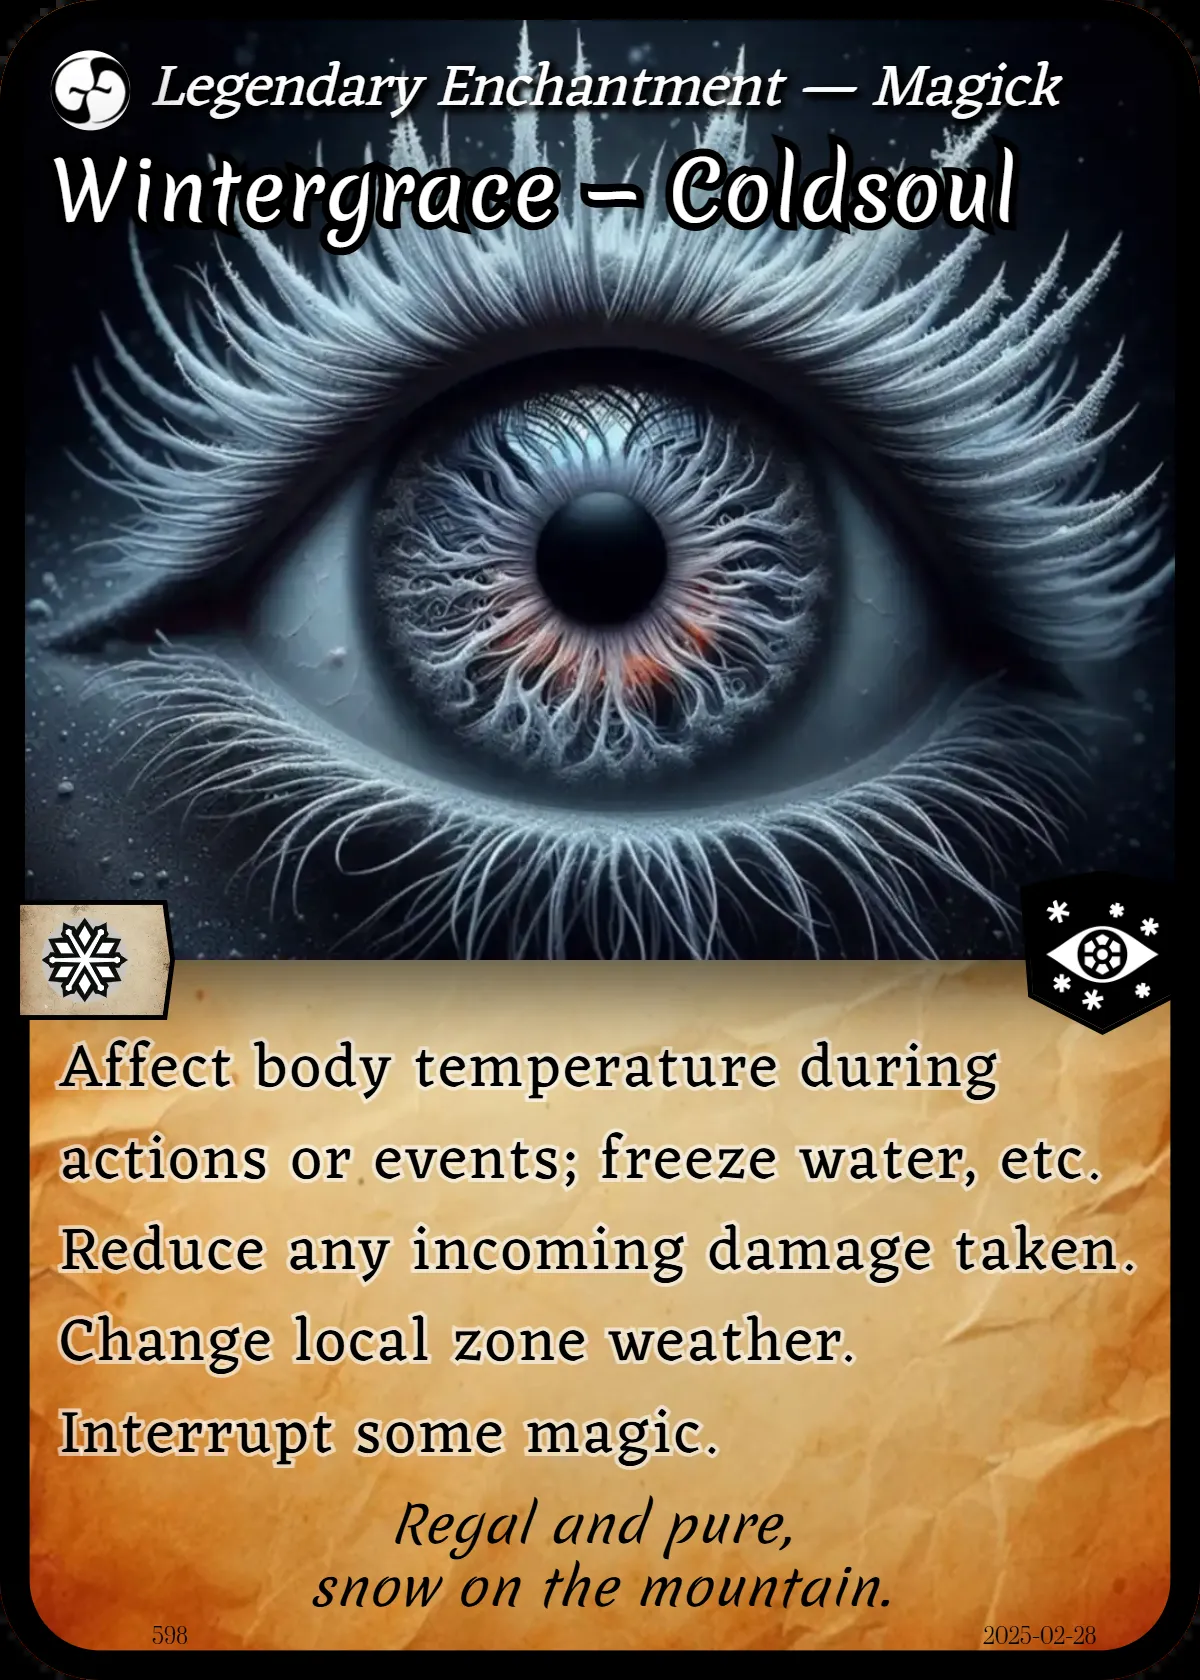 Legendary Enchantment — Magick
Wintergrace – Coldsoul
Affect body temperature during
actions or events; freeze water, etc.
Reduce any incoming damage taken.
Change local zone weather.
Interrupt some magic.
Regal and pure,
snow on the mountain.
598
2025-02-28